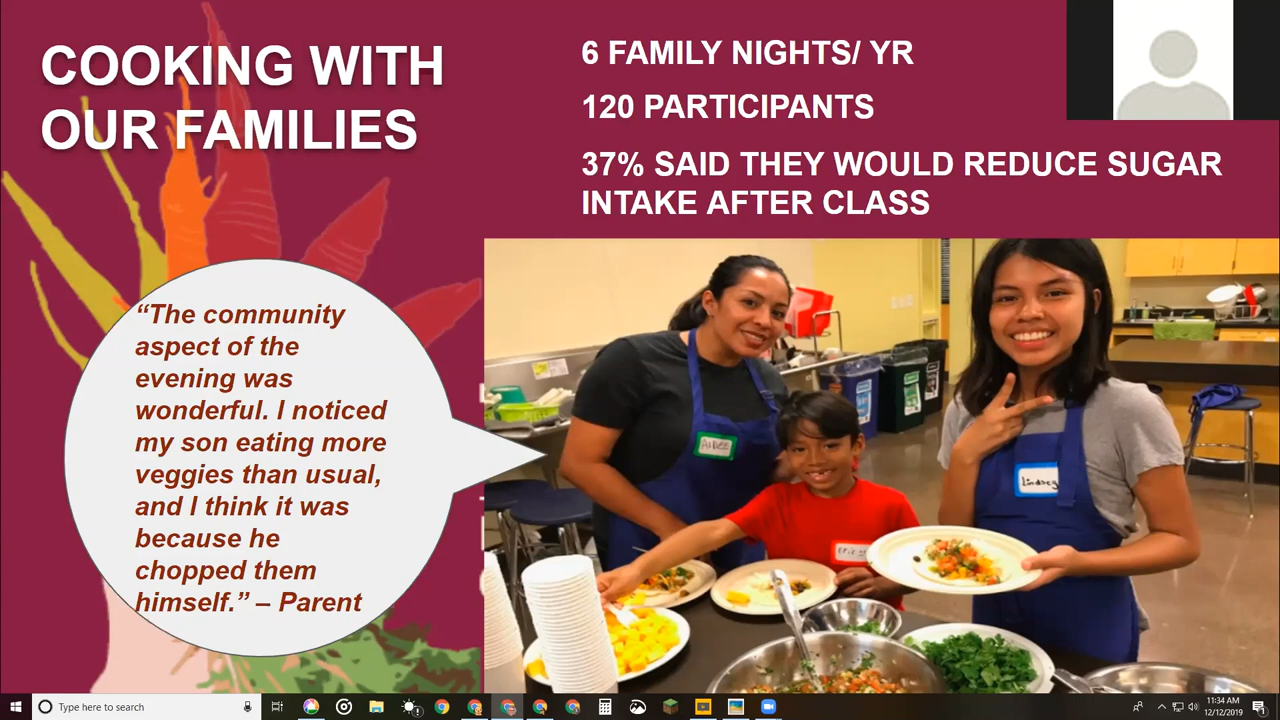 COOKING WITH
OUR FAMILIES
6 FAMILY NIGHTS/ YR
120 PARTICIPANTS
37% SAID THEY WOULD REDUCE SUGAR
INTAKE AFTER CLASS
“The community
aspect of the
evening was
wonderful. I noticed
my son eating more
veggies than usual,
and I think it was
because he
chopped them
himself.” – Parent
Lindsey
Type here to search
11:34 AM
12/12/2019